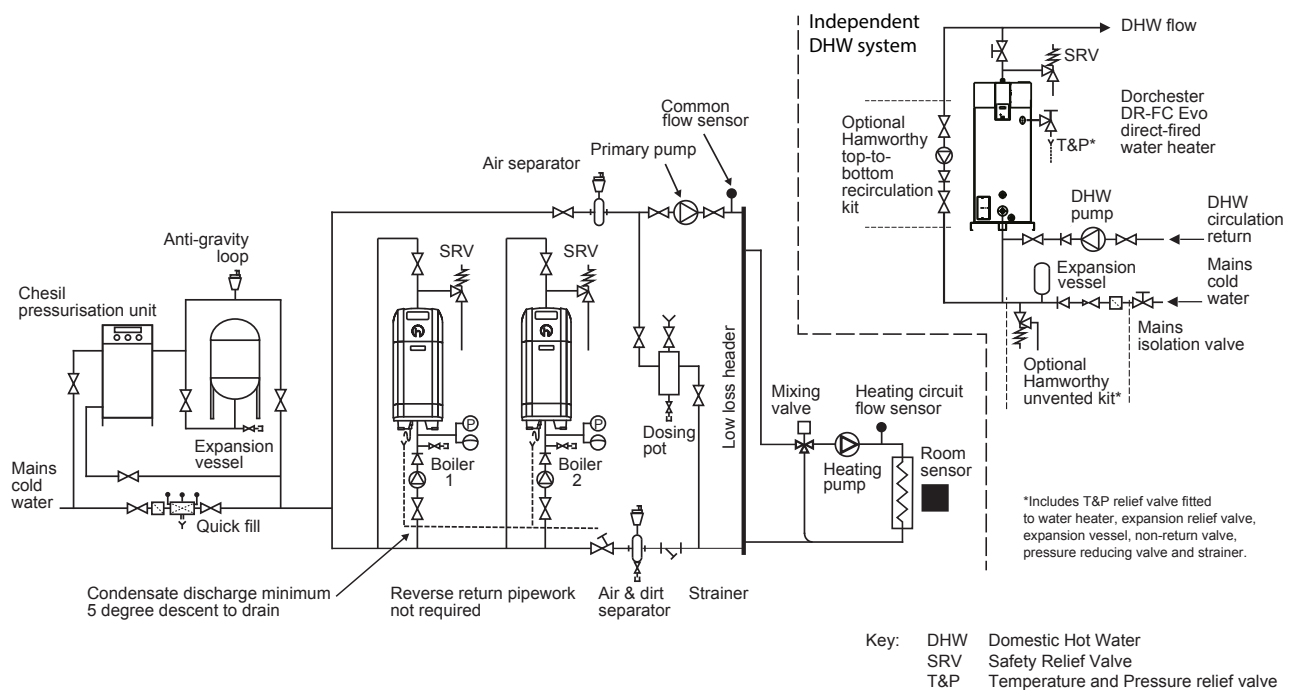 Independent
DHW system
DHW flow
SRV
Dorchester
DR-FC Evo
direct-fired
water heater
T&P*
Optional
Hamworthy
top-to-
bottom
recirculation
kit
DHW
pump
DHW
circulation
return
Expansion
vessel
Mains
cold
water
Mains
isolation valve
Optional
Hamworthy
unvented kit*
Common
flow sensor
Primary pump
Air separator
Anti-gravity
loop
Chesil
pressurisation unit
SRV
SRV
Expansion
vessel
Mains
cold
water
Quick fill
P
Boiler
1
P
Boiler
2
Dosing
pot
Low loss header
Mixing
valve
Heating circuit
flow sensor
Heating
pump
Room
sensor
*Includes T&P relief valve fitted
to water heater, expansion relief valve,
expansion vessel, non-return valve,
pressure reducing valve and strainer.
Condensate discharge minimum
5 degree descent to drain
Reverse return pipework
not required
Air & dirt
separator
Strainer
Key: DHW Domestic Hot Water
SRV Safety Relief Valve
T&P Temperature and Pressure relief valve